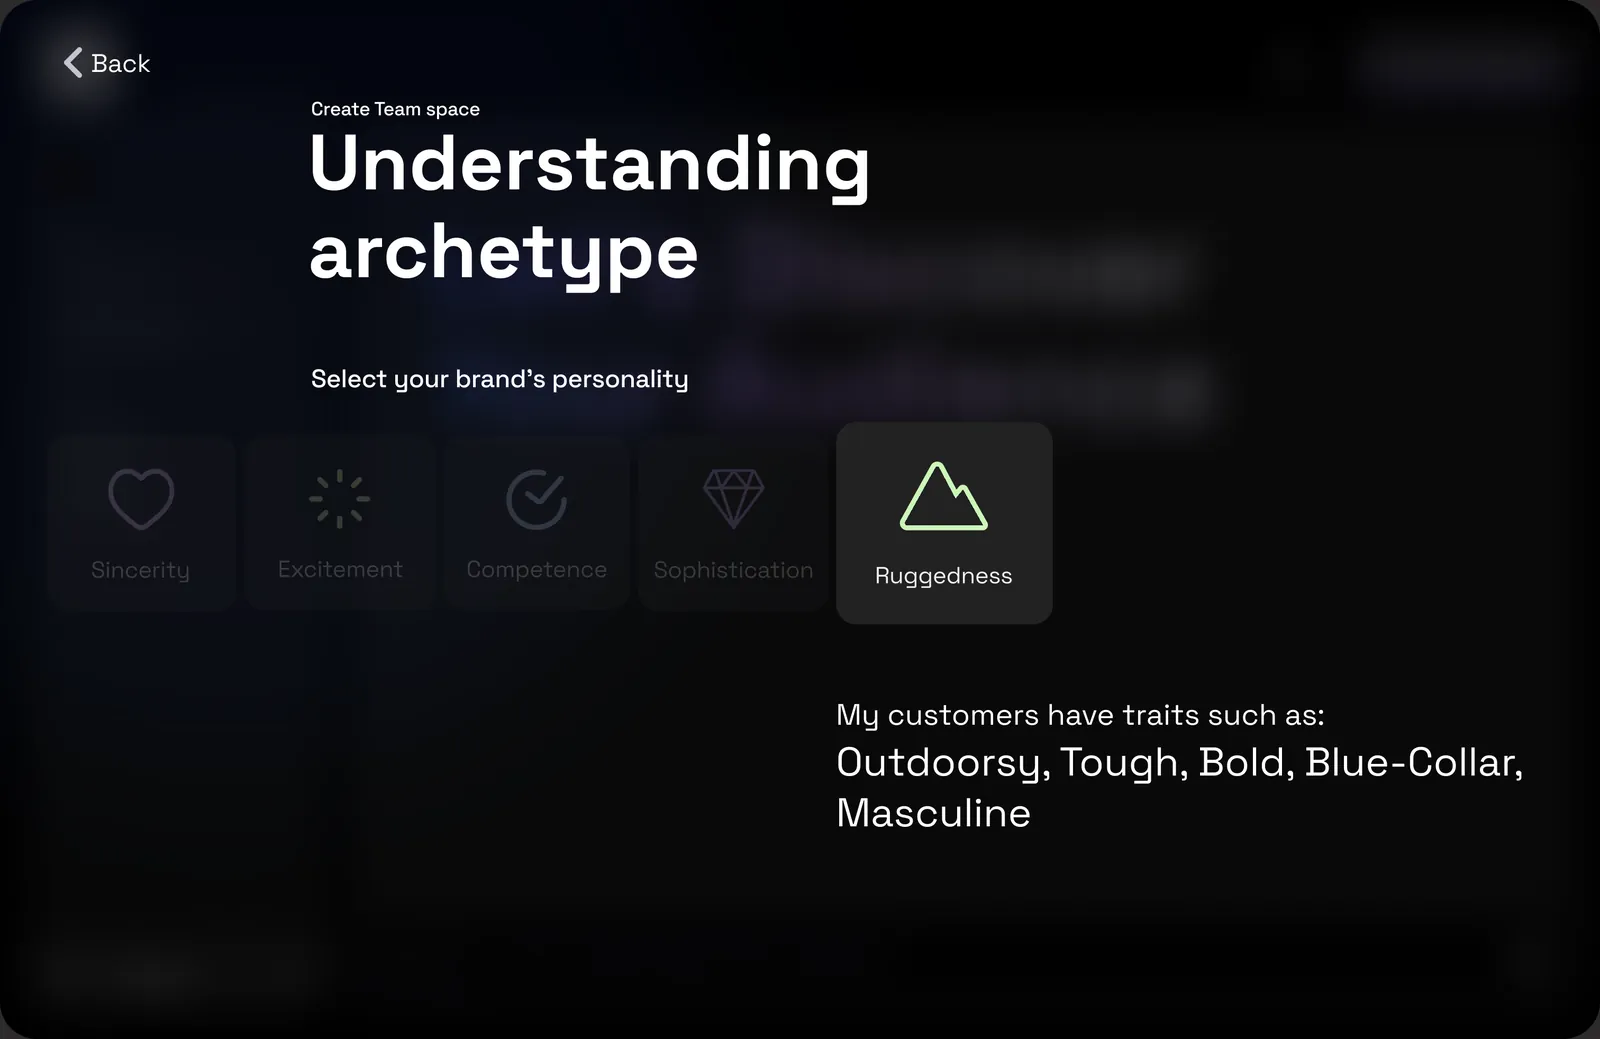 Back
Create Team space
Understanding
archetype
Select your brand's personality
Sincerity
Excitement
Competence
Sophistication
Ruggedness
My customers have traits such as:
Outdoorsy, Tough, Bold, Blue-Collar,
Masculine